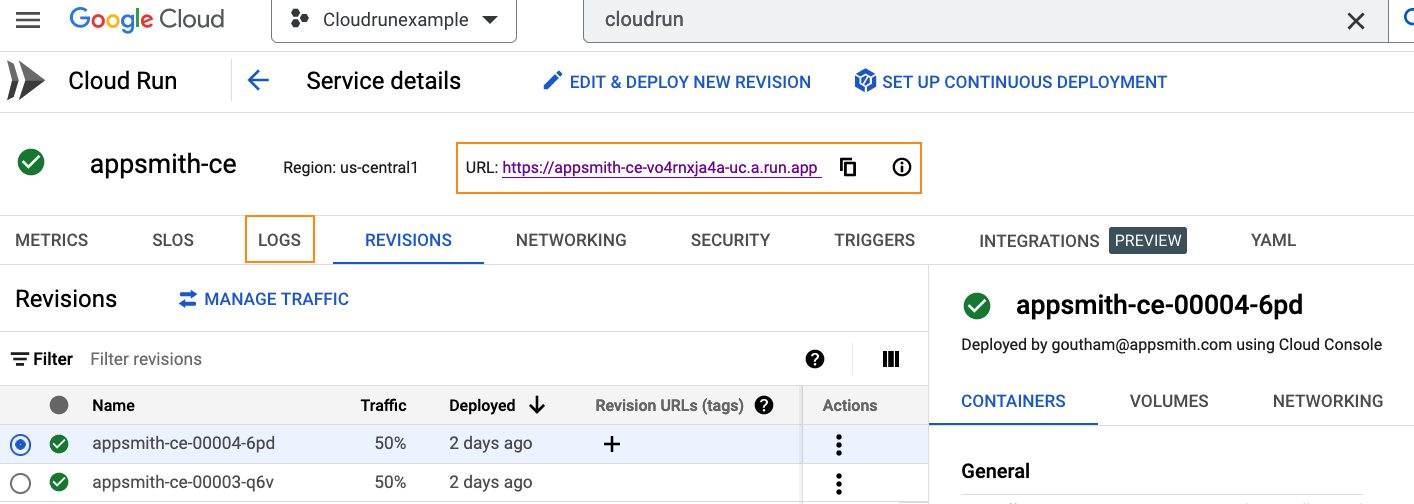 Google Cloud
Cloudrunexample
cloudrun
Cloud Run
Service details
EDIT & DEPLOY NEW REVISION
SET UP CONTINUOUS DEPLOYMENT
appsmith-ce
Region: us-central1
URL: https://appsmith-ce-vo4rnxja4a-uc.a.run.app
METRICS
SLOS
LOGS
REVISIONS
NETWORKING
SECURITY
TRIGGERS
INTEGRATIONS PREVIEW
YAML
Revisions
MANAGE TRAFFIC
Filter Filter revisions
Name Traffic Deployed Revision URLs (tags) Actions
appsmith-ce-00004-6pd 50% 2 days ago
appsmith-ce-00003-q6v 50% 2 days ago
appsmith-ce-00004-6pd
Deployed by goutham@appsmith.com using Cloud Console
CONTAINERS
VOLUMES
NETWORKING
General